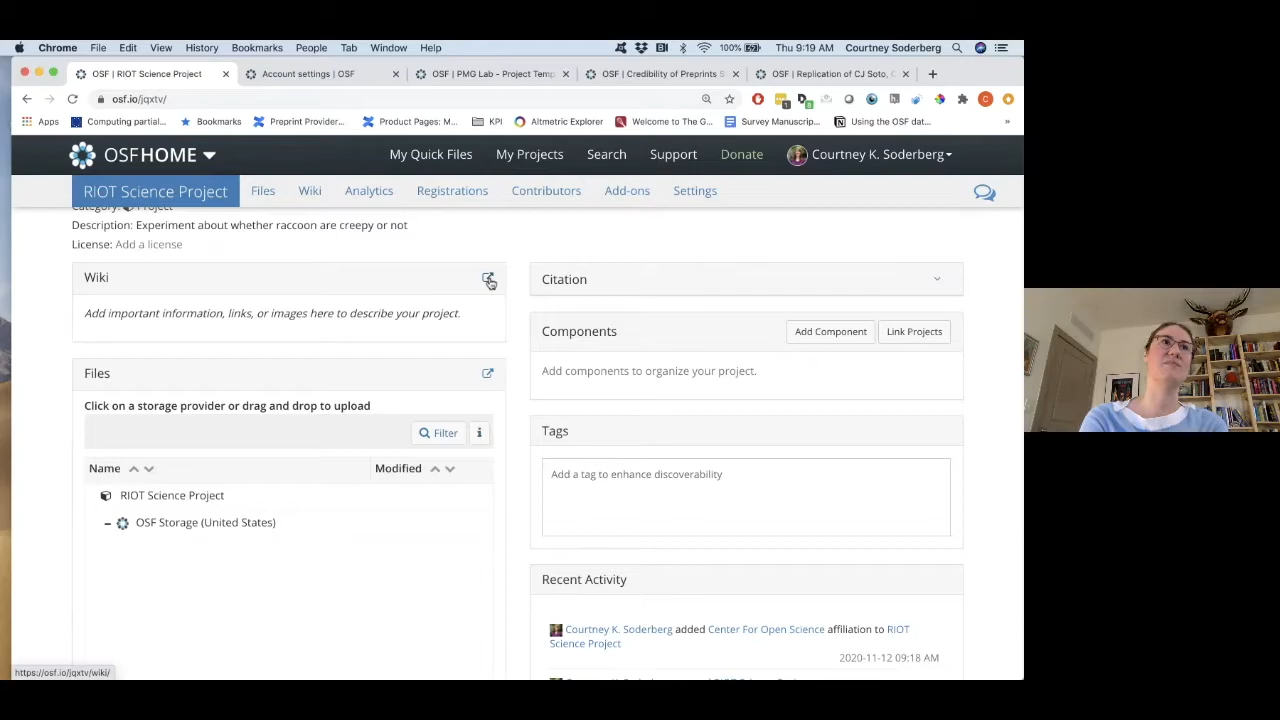 Chrome File Edit View History Bookmarks People Tab Window Help 100% Thu 9:19 AM Courtney Soderberg
OSF | RIOT Science Project Account settings | OSF OSF | PMG Lab - Project Temp OSF | Credibility of Preprints S OSF | Replication of CJ Soto, C
osf.io/jqxtv/
Apps Computing partial... Bookmarks Preprint Provider... Product Pages: M... KPI Altmetric Explorer Welcome to The G... Survey Manuscrip... Using the OSF dat... »
OSFHOME My Quick Files My Projects Search Support Donate Courtney K. Soderberg
RIOT Science Project Files Wiki Analytics Registrations Contributors Add-ons Settings
Category: Project
Description: Experiment about whether raccoon are creepy or not
License: Add a license
Wiki
Add important information, links, or images here to describe your project.
Files
Click on a storage provider or drag and drop to upload
Filter i
Name Modified
RIOT Science Project
OSF Storage (United States)
Citation
Components Add Component Link Projects
Add components to organize your project.
Tags
Add a tag to enhance discoverability
Recent Activity
Courtney K. Soderberg added Center For Open Science affiliation to RIOT
Science Project
2020-11-12 09:18 AM
https://osf.io/jqxtv/wiki/